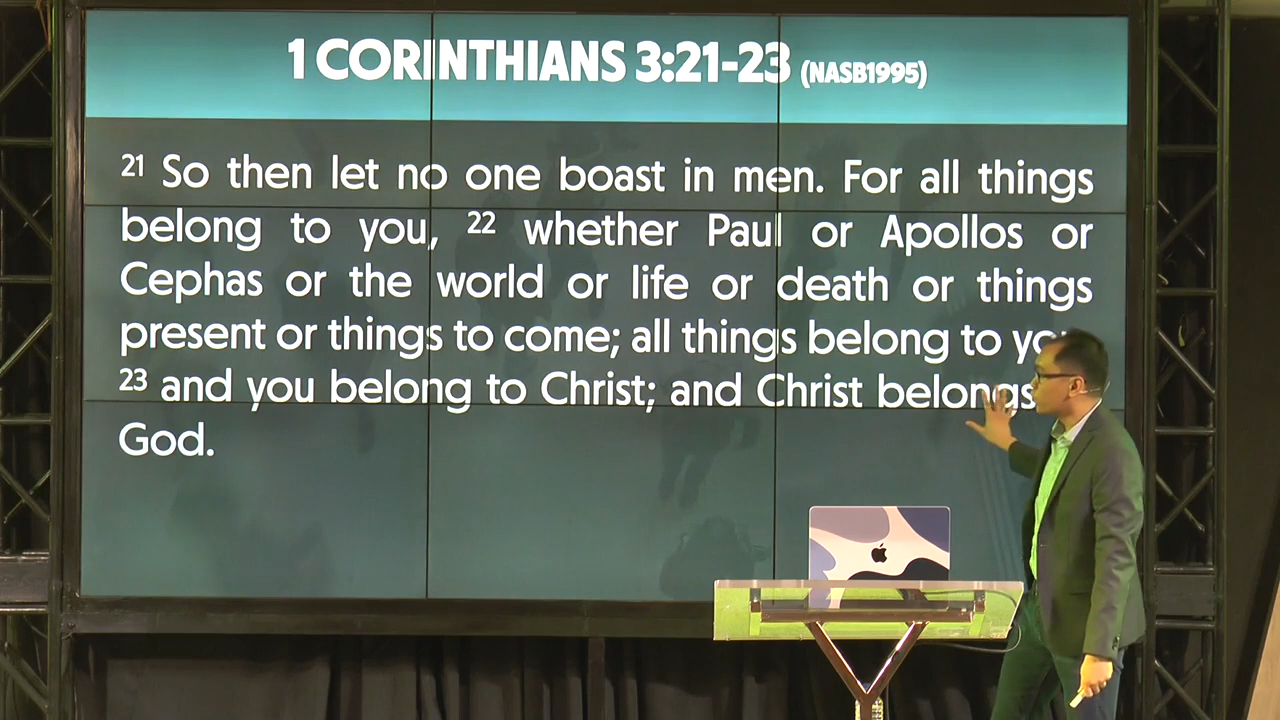 1 CORINTHIANS 3:21-23 (NASB1995)
21 So then let no one boast in men. For all things
belong to you, 22 whether Paul or Apollos or
Cephas or the world or life or death or things
present or things to come; all things belong to
23 and you belong to Christ; and Christ belongs
God.